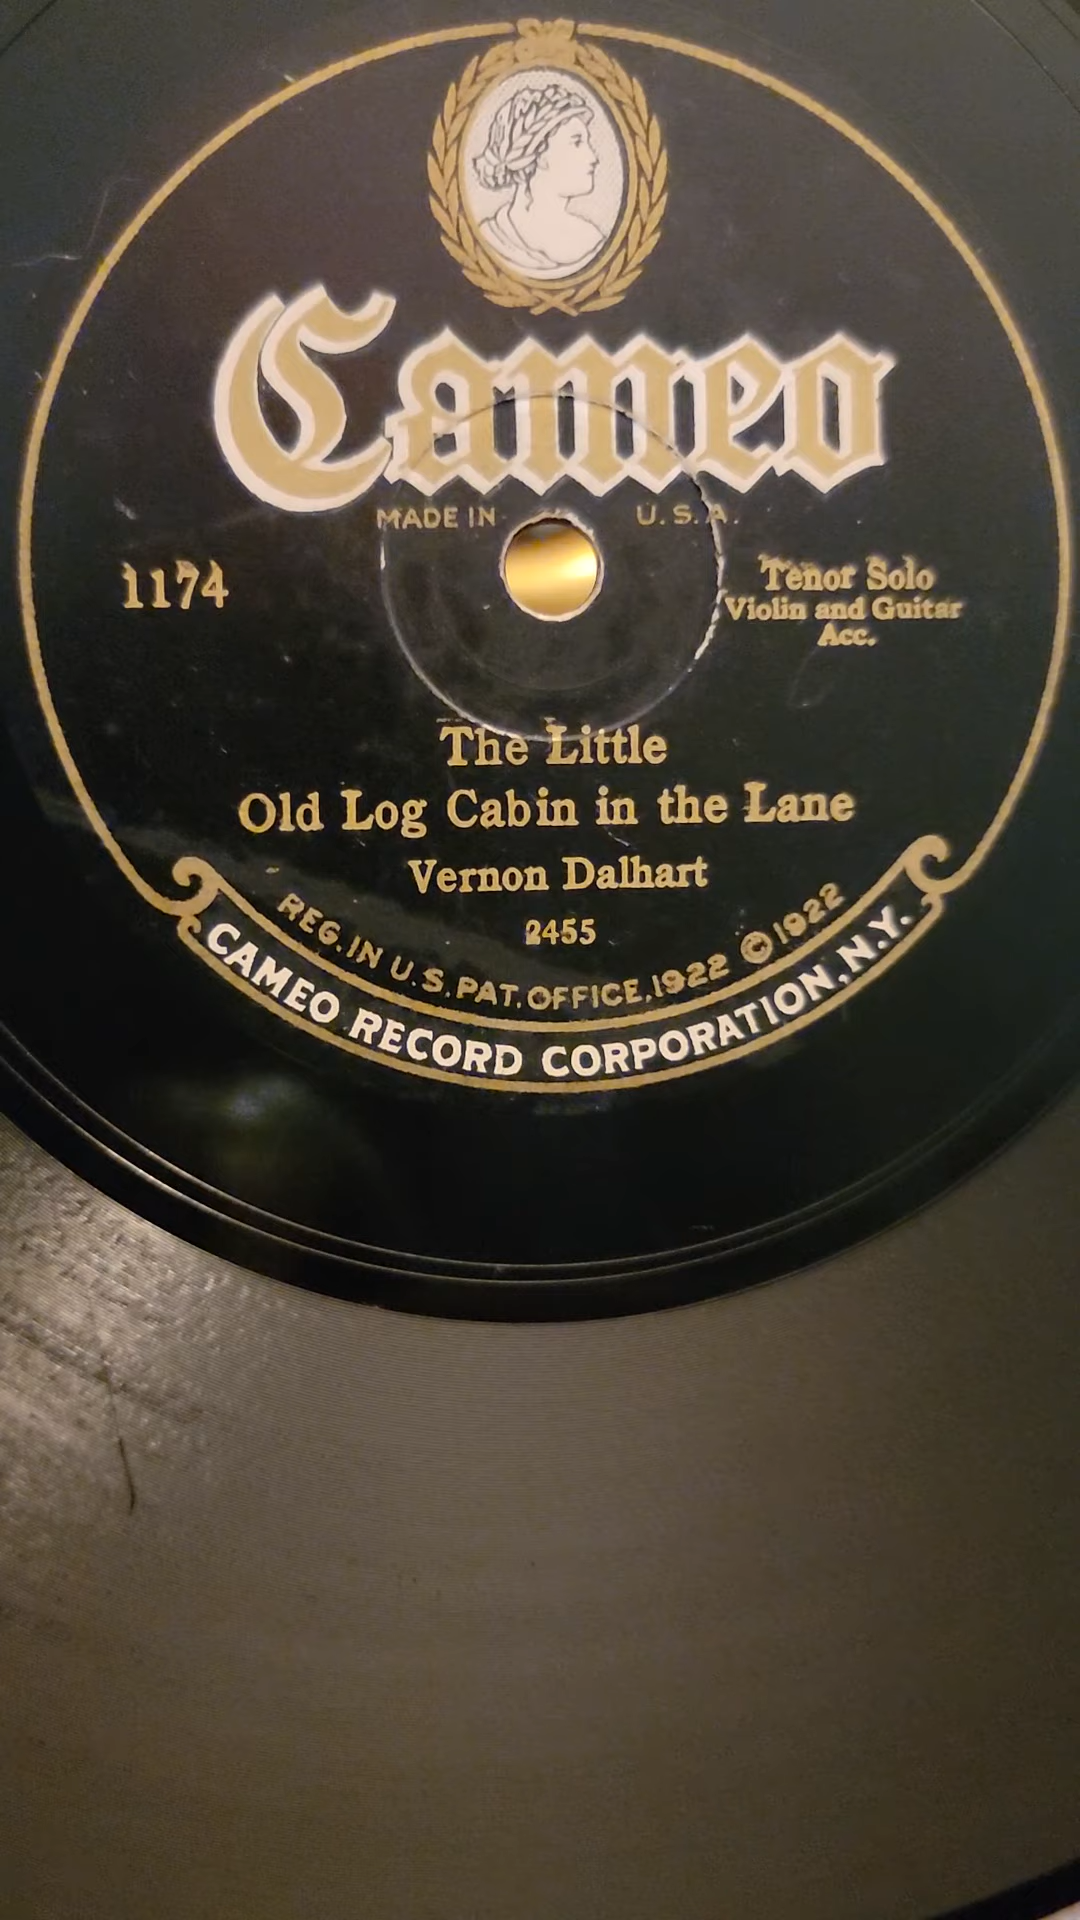 Cameo
MADE IN U.S.A.
1174
Tenor Solo
Violin and Guitar
Acc.
The Little
Old Log Cabin in the Lane
Vernon Dalhart
2455
REG. IN U.S. PAT. OFFICE, 1922 © 1922
CAMEO RECORD CORPORATION, N.Y.